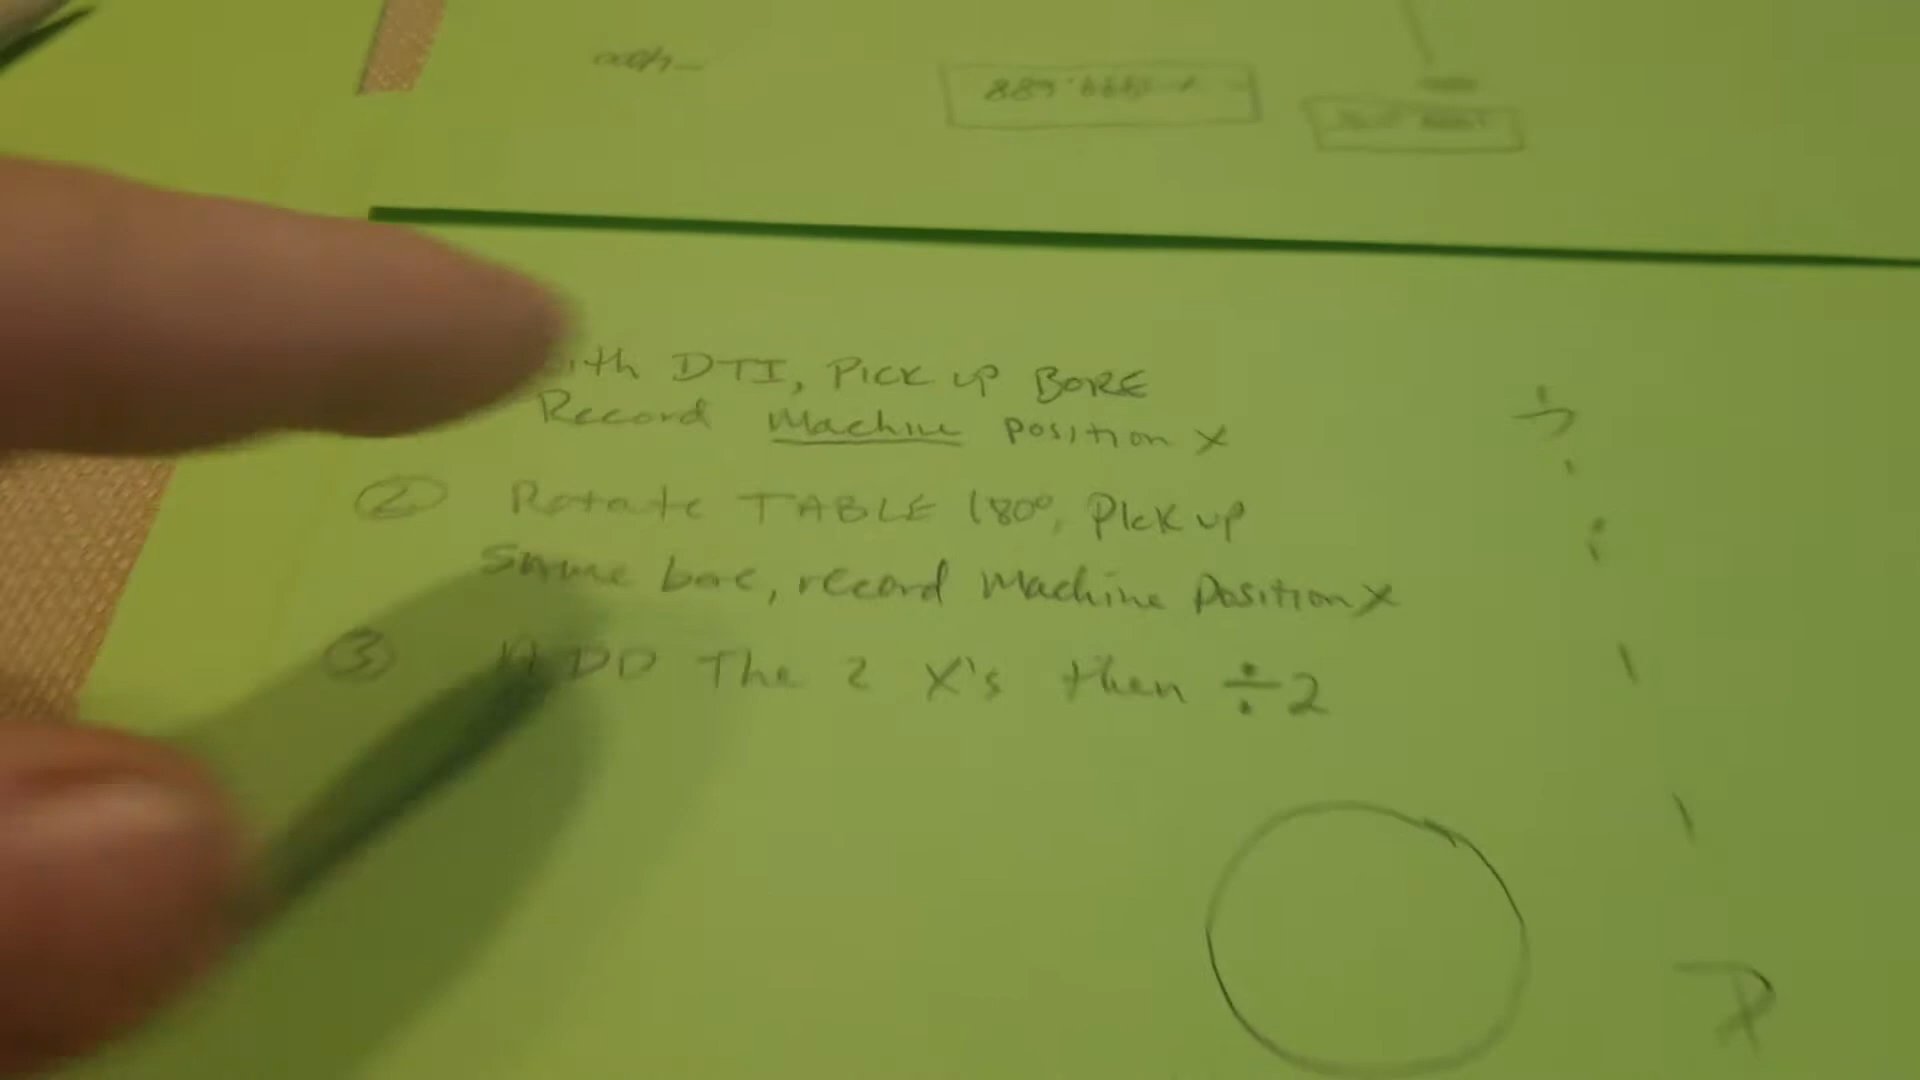 ith DTI, PICK UP BORE
Record Machine position X
② Rotate TABLE 180°, PICK UP
Same bore, record Machine Position X
③ ADD The 2 X's then ÷2